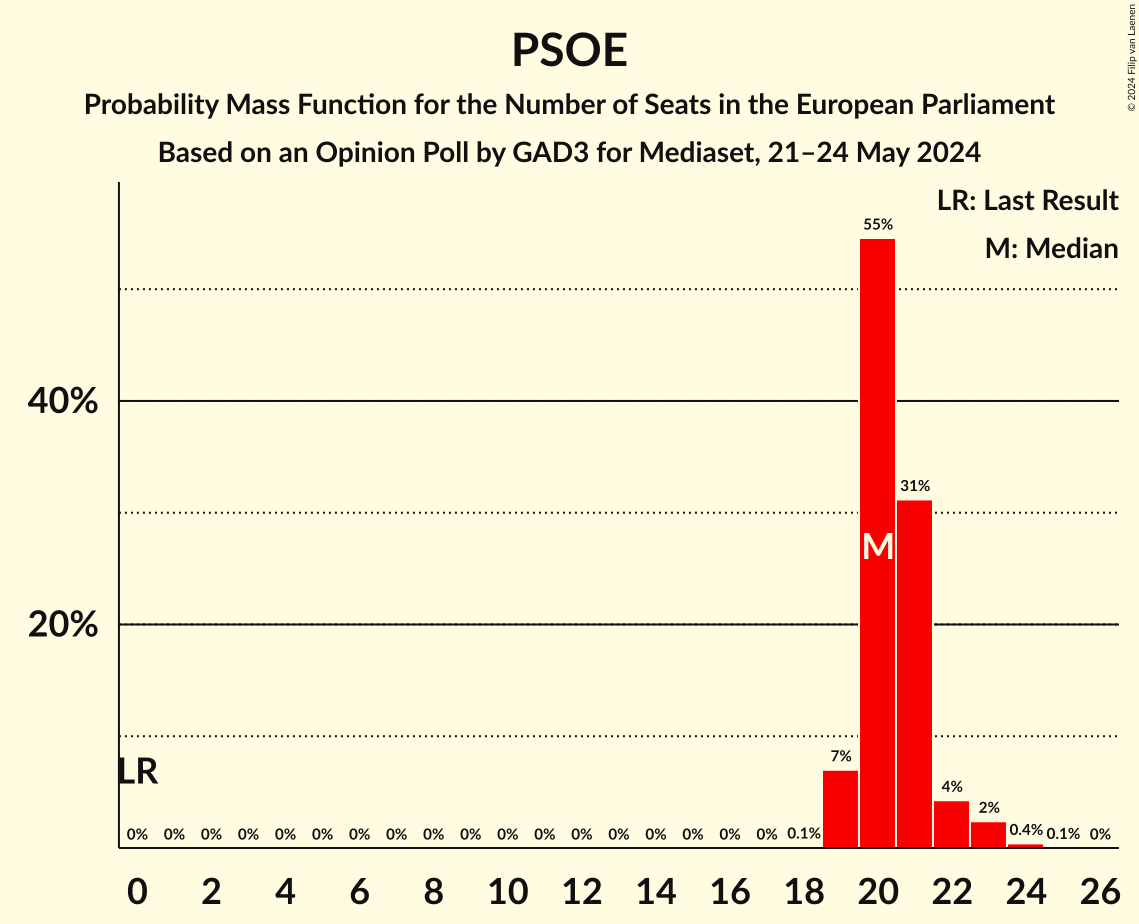 PSOE
Probability Mass Function for the Number of Seats in the European Parliament
Based on an Opinion Poll by GAD3 for Mediaset, 21–24 May 2024
© 2024 Filip van Laenen
LR: Last Result
M: Median
55%
40%
31%
M
20%
LR
7%
4%
2%
0% 0% 0% 0% 0% 0% 0% 0% 0% 0% 0% 0% 0% 0% 0% 0% 0% 0% 0.1% 0.4% 0.1% 0%
0 2 4 6 8 10 12 14 16 18 20 22 24 26